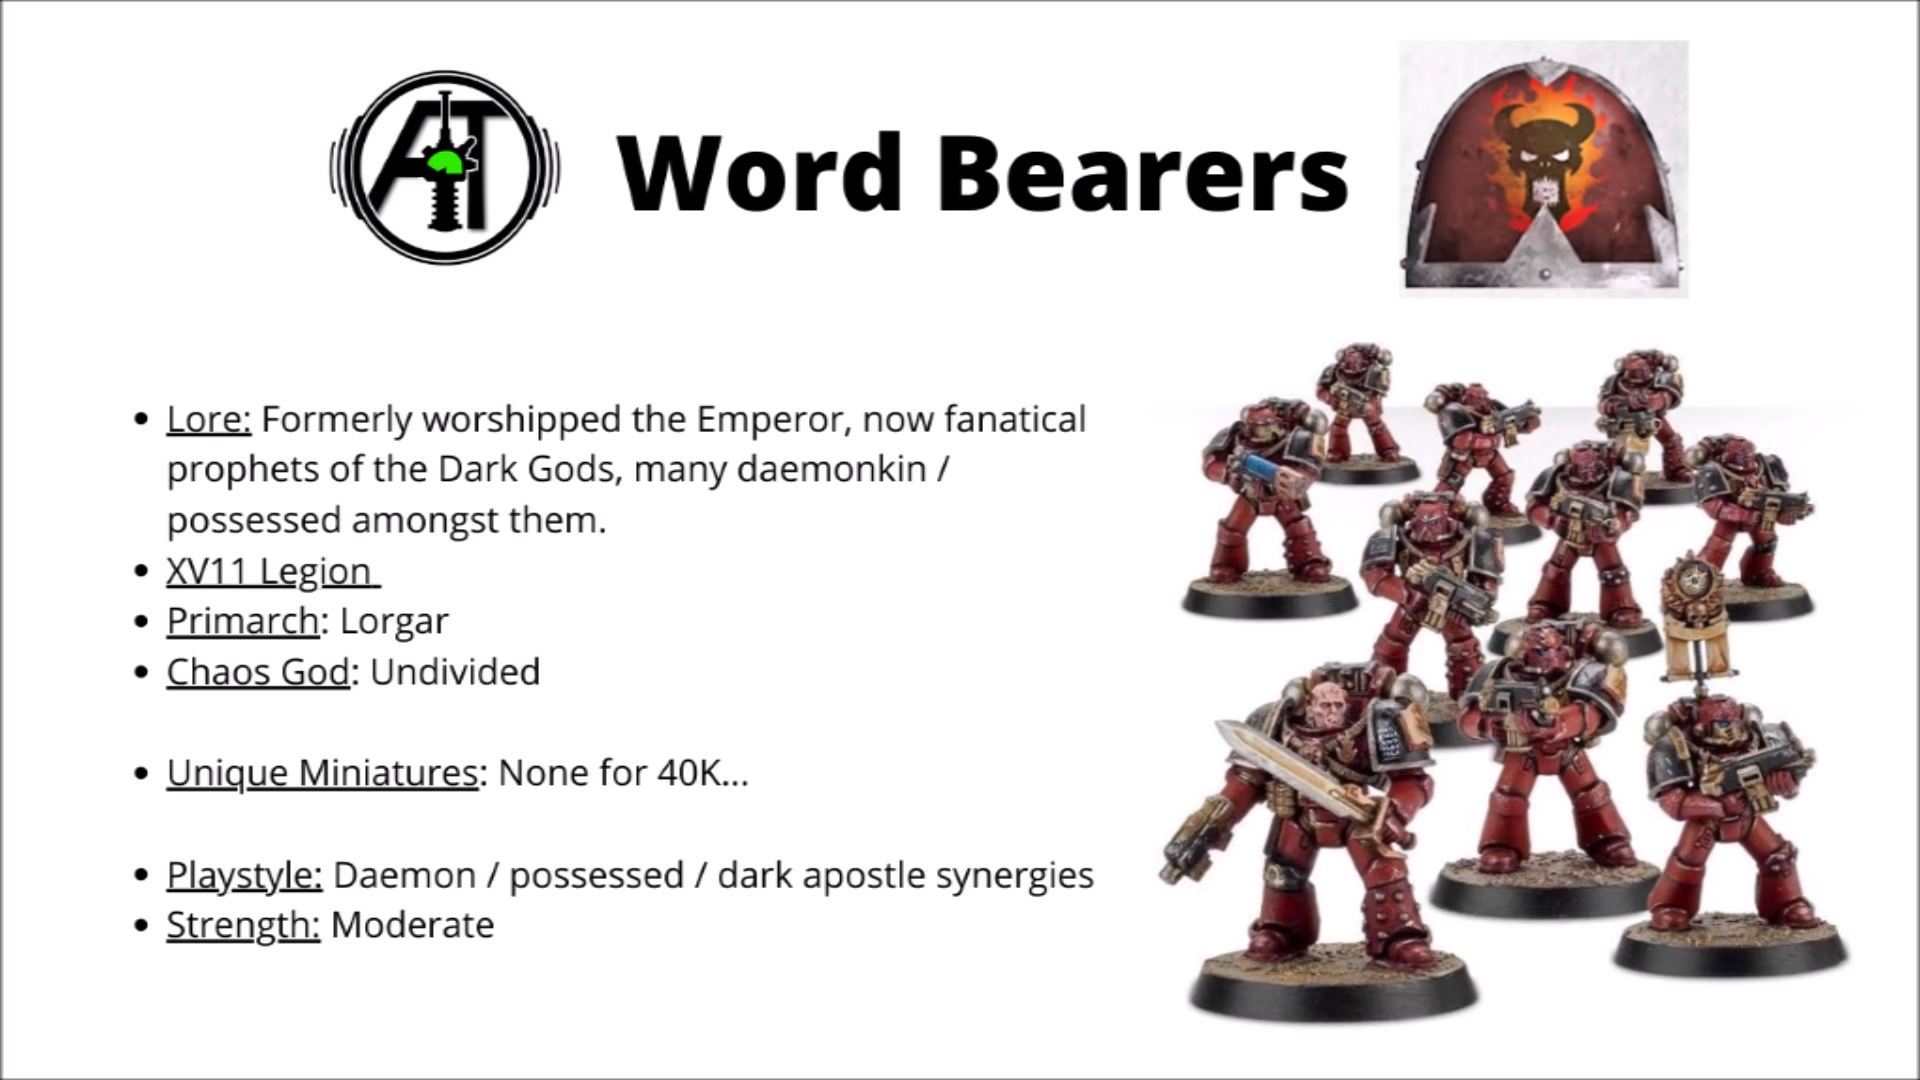 AT
Word Bearers
• Lore: Formerly worshipped the Emperor, now fanatical
prophets of the Dark Gods, many daemonkin /
possessed amongst them.
• XV11 Legion
• Primarch: Lorgar
• Chaos God: Undivided
• Unique Miniatures: None for 40K...
• Playstyle: Daemon / possessed / dark apostle synergies
• Strength: Moderate